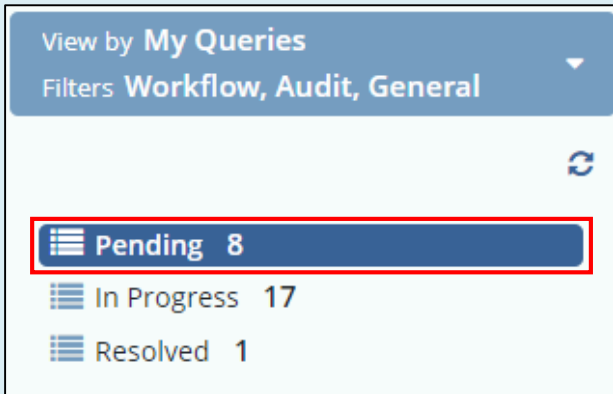 View by My Queries
Filters Workflow, Audit, General
Pending 8
In Progress 17
Resolved 1